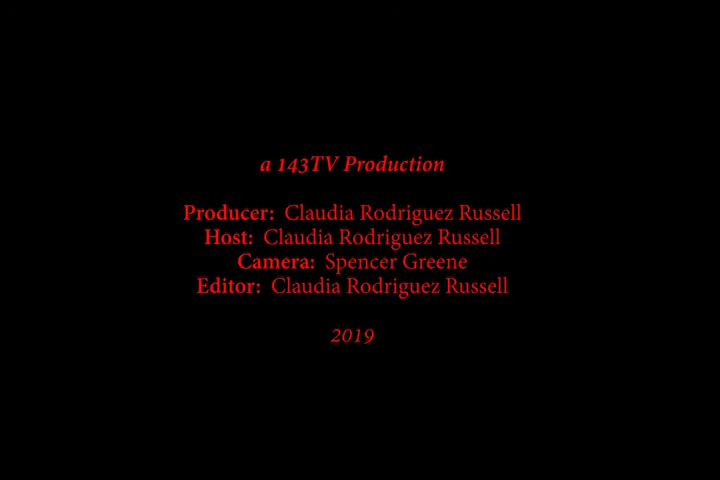 a 143TV Production
Producer: Claudia Rodriguez Russell
Host: Claudia Rodriguez Russell
Camera: Spencer Greene
Editor: Claudia Rodriguez Russell
2019